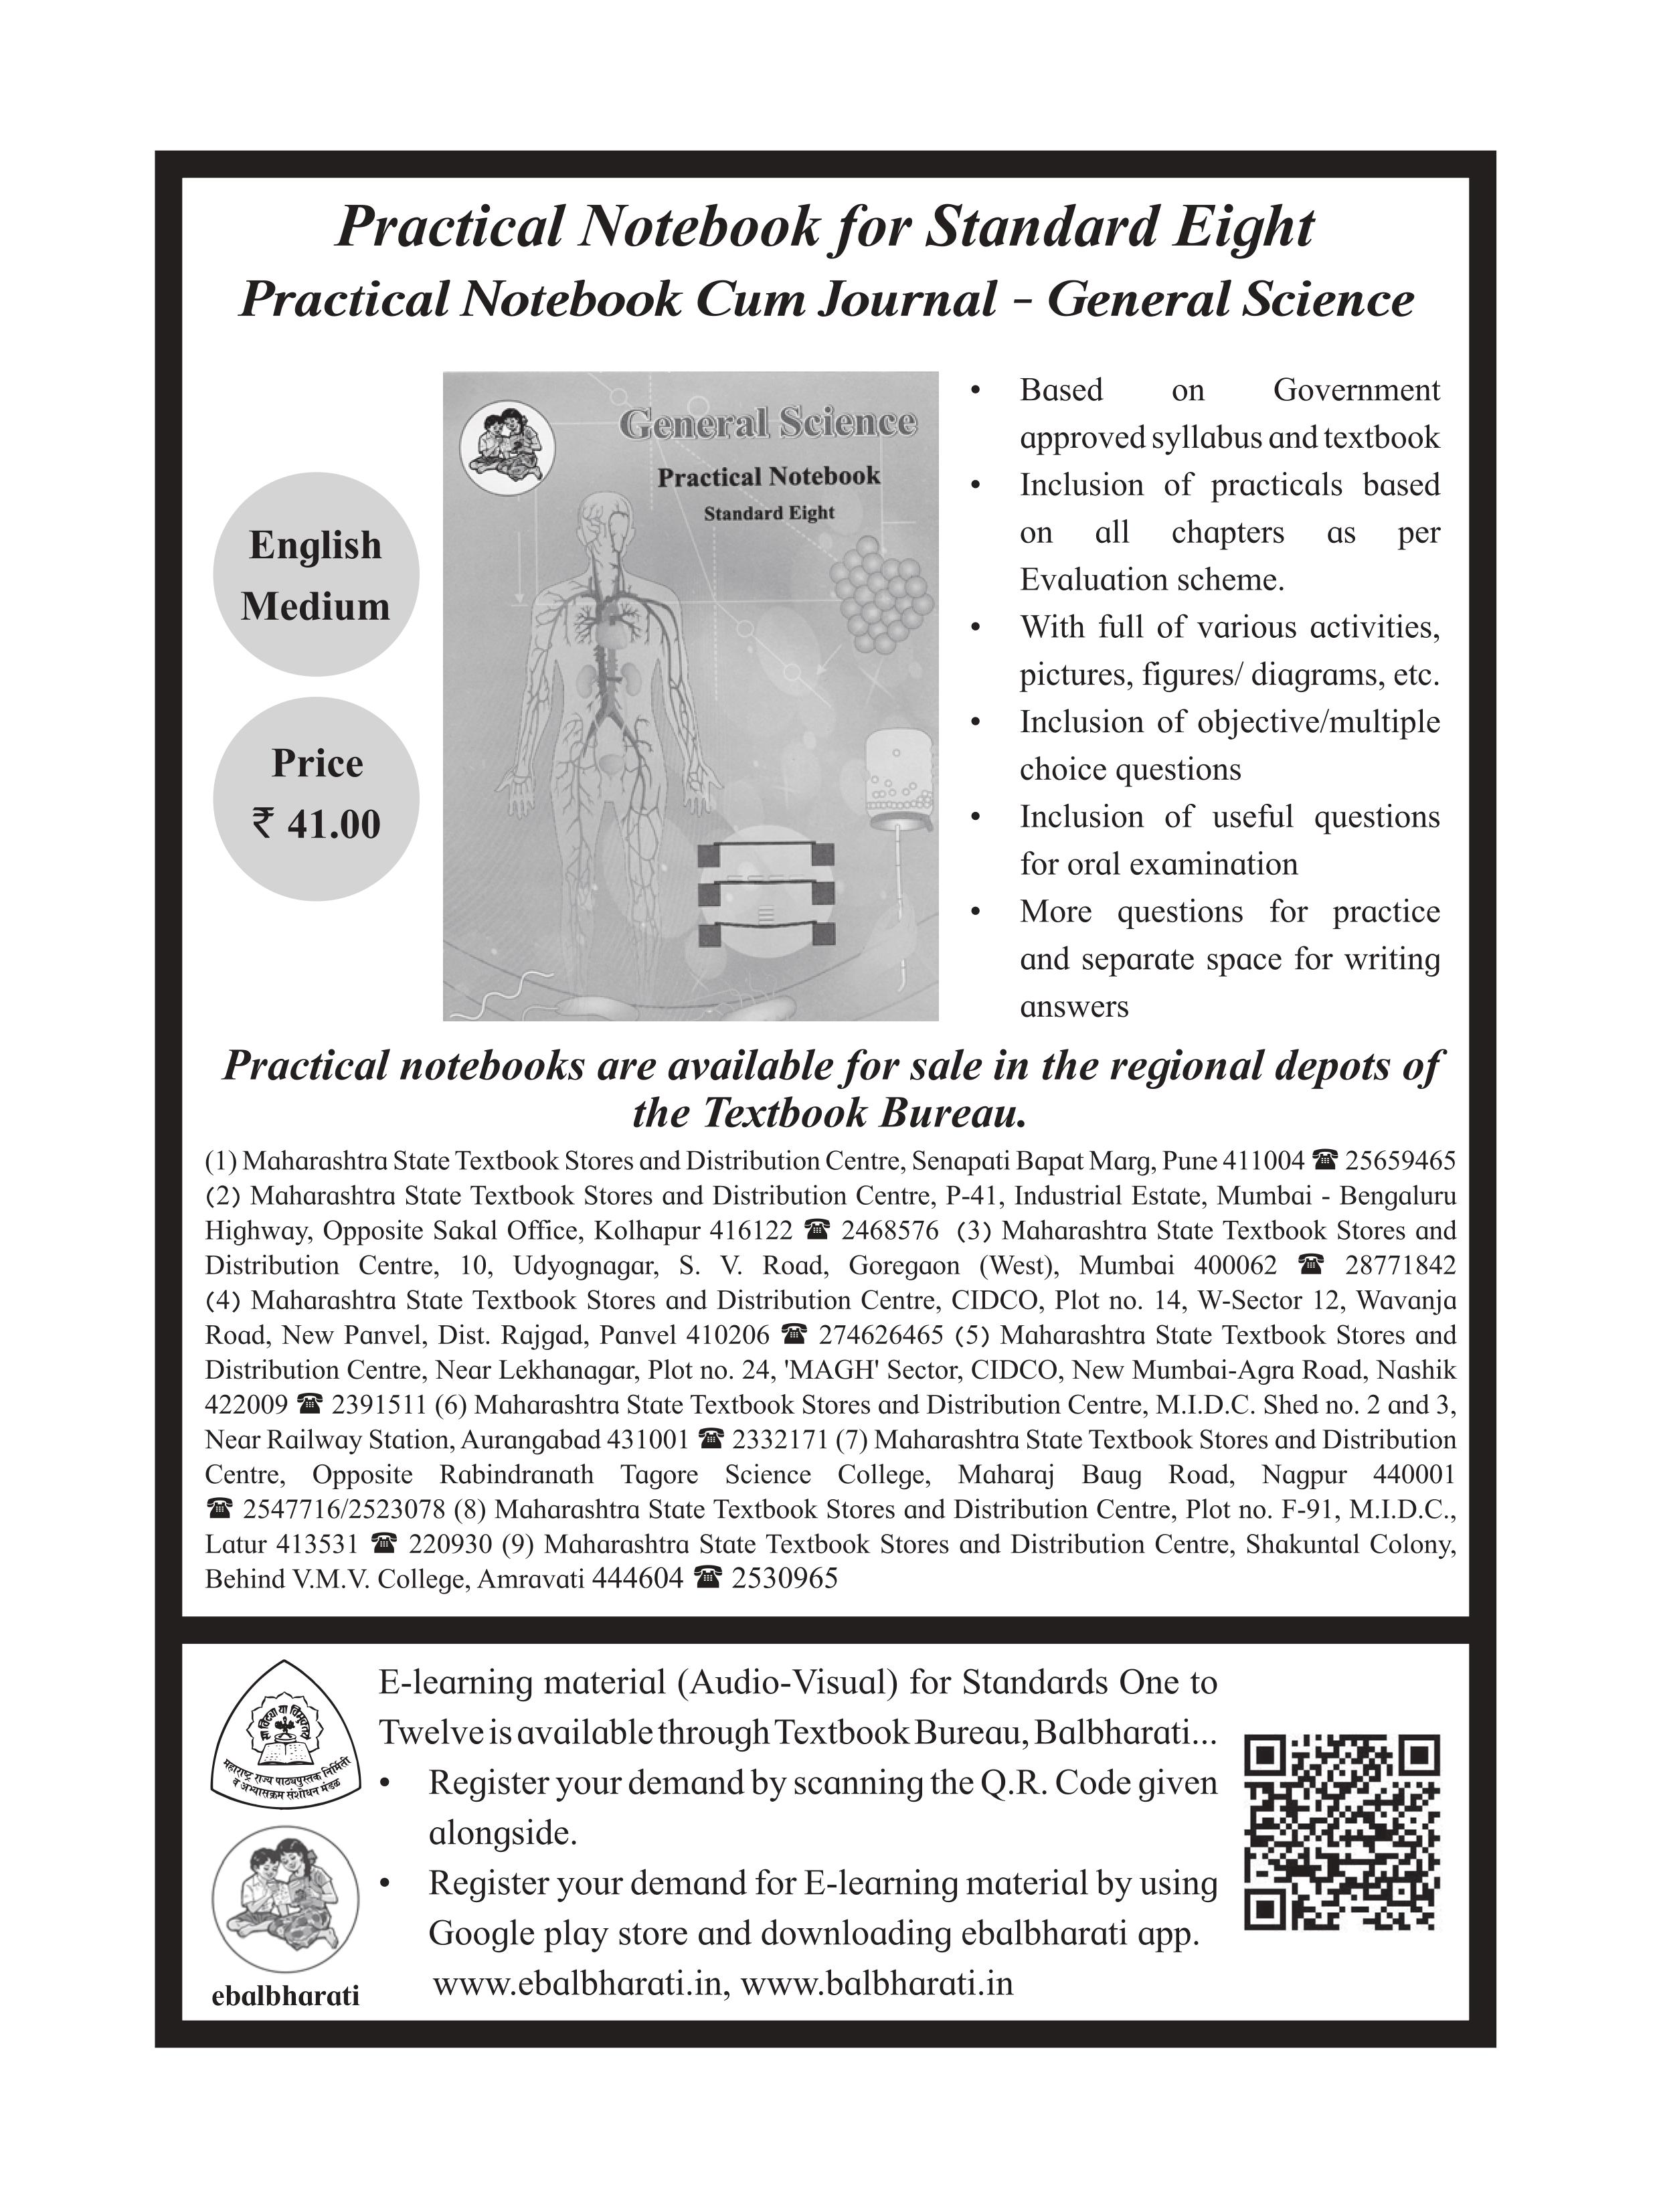 Practical Notebook for Standard Eight
Practical Notebook Cum Journal - General Science
English
Medium
Price
₹ 41.00
General Science
Practical Notebook
Standard Eight
• Based on Government
approved syllabus and textbook
• Inclusion of practicals based
on all chapters as per
Evaluation scheme.
• With full of various activities,
pictures, figures/ diagrams, etc.
• Inclusion of objective/multiple
choice questions
• Inclusion of useful questions
for oral examination
• More questions for practice
and separate space for writing
answers
Practical notebooks are available for sale in the regional depots of
the Textbook Bureau.
(1) Maharashtra State Textbook Stores and Distribution Centre, Senapati Bapat Marg, Pune 411004 ☎ 25659465
(2) Maharashtra State Textbook Stores and Distribution Centre, P-41, Industrial Estate, Mumbai - Bengaluru
Highway, Opposite Sakal Office, Kolhapur 416122 ☎ 2468576 (3) Maharashtra State Textbook Stores and
Distribution Centre, 10, Udyognagar, S. V. Road, Goregaon (West), Mumbai 400062 ☎ 28771842
(4) Maharashtra State Textbook Stores and Distribution Centre, CIDCO, Plot no. 14, W-Sector 12, Wavanja
Road, New Panvel, Dist. Rajgad, Panvel 410206 ☎ 274626465 (5) Maharashtra State Textbook Stores and
Distribution Centre, Near Lekhanagar, Plot no. 24, 'MAGH' Sector, CIDCO, New Mumbai-Agra Road, Nashik
422009 ☎ 2391511 (6) Maharashtra State Textbook Stores and Distribution Centre, M.I.D.C. Shed no. 2 and 3,
Near Railway Station, Aurangabad 431001 ☎ 2332171 (7) Maharashtra State Textbook Stores and Distribution
Centre, Opposite Rabindranath Tagore Science College, Maharaj Baug Road, Nagpur 440001
☎ 2547716/2523078 (8) Maharashtra State Textbook Stores and Distribution Centre, Plot no. F-91, M.I.D.C.,
Latur 413531 ☎ 220930 (9) Maharashtra State Textbook Stores and Distribution Centre, Shakuntal Colony,
Behind V.M.V. College, Amravati 444604 ☎ 2530965
सा विद्या या विमुक्तये
महाराष्ट्र राज्य पाठ्यपुस्तक निर्मिती
व अभ्यासक्रम संशोधन मंडळ
ebalbharati
E-learning material (Audio-Visual) for Standards One to
Twelve is available through Textbook Bureau, Balbharati...
• Register your demand by scanning the Q.R. Code given
alongside.
• Register your demand for E-learning material by using
Google play store and downloading ebalbharati app.
www.ebalbharati.in, www.balbharati.in